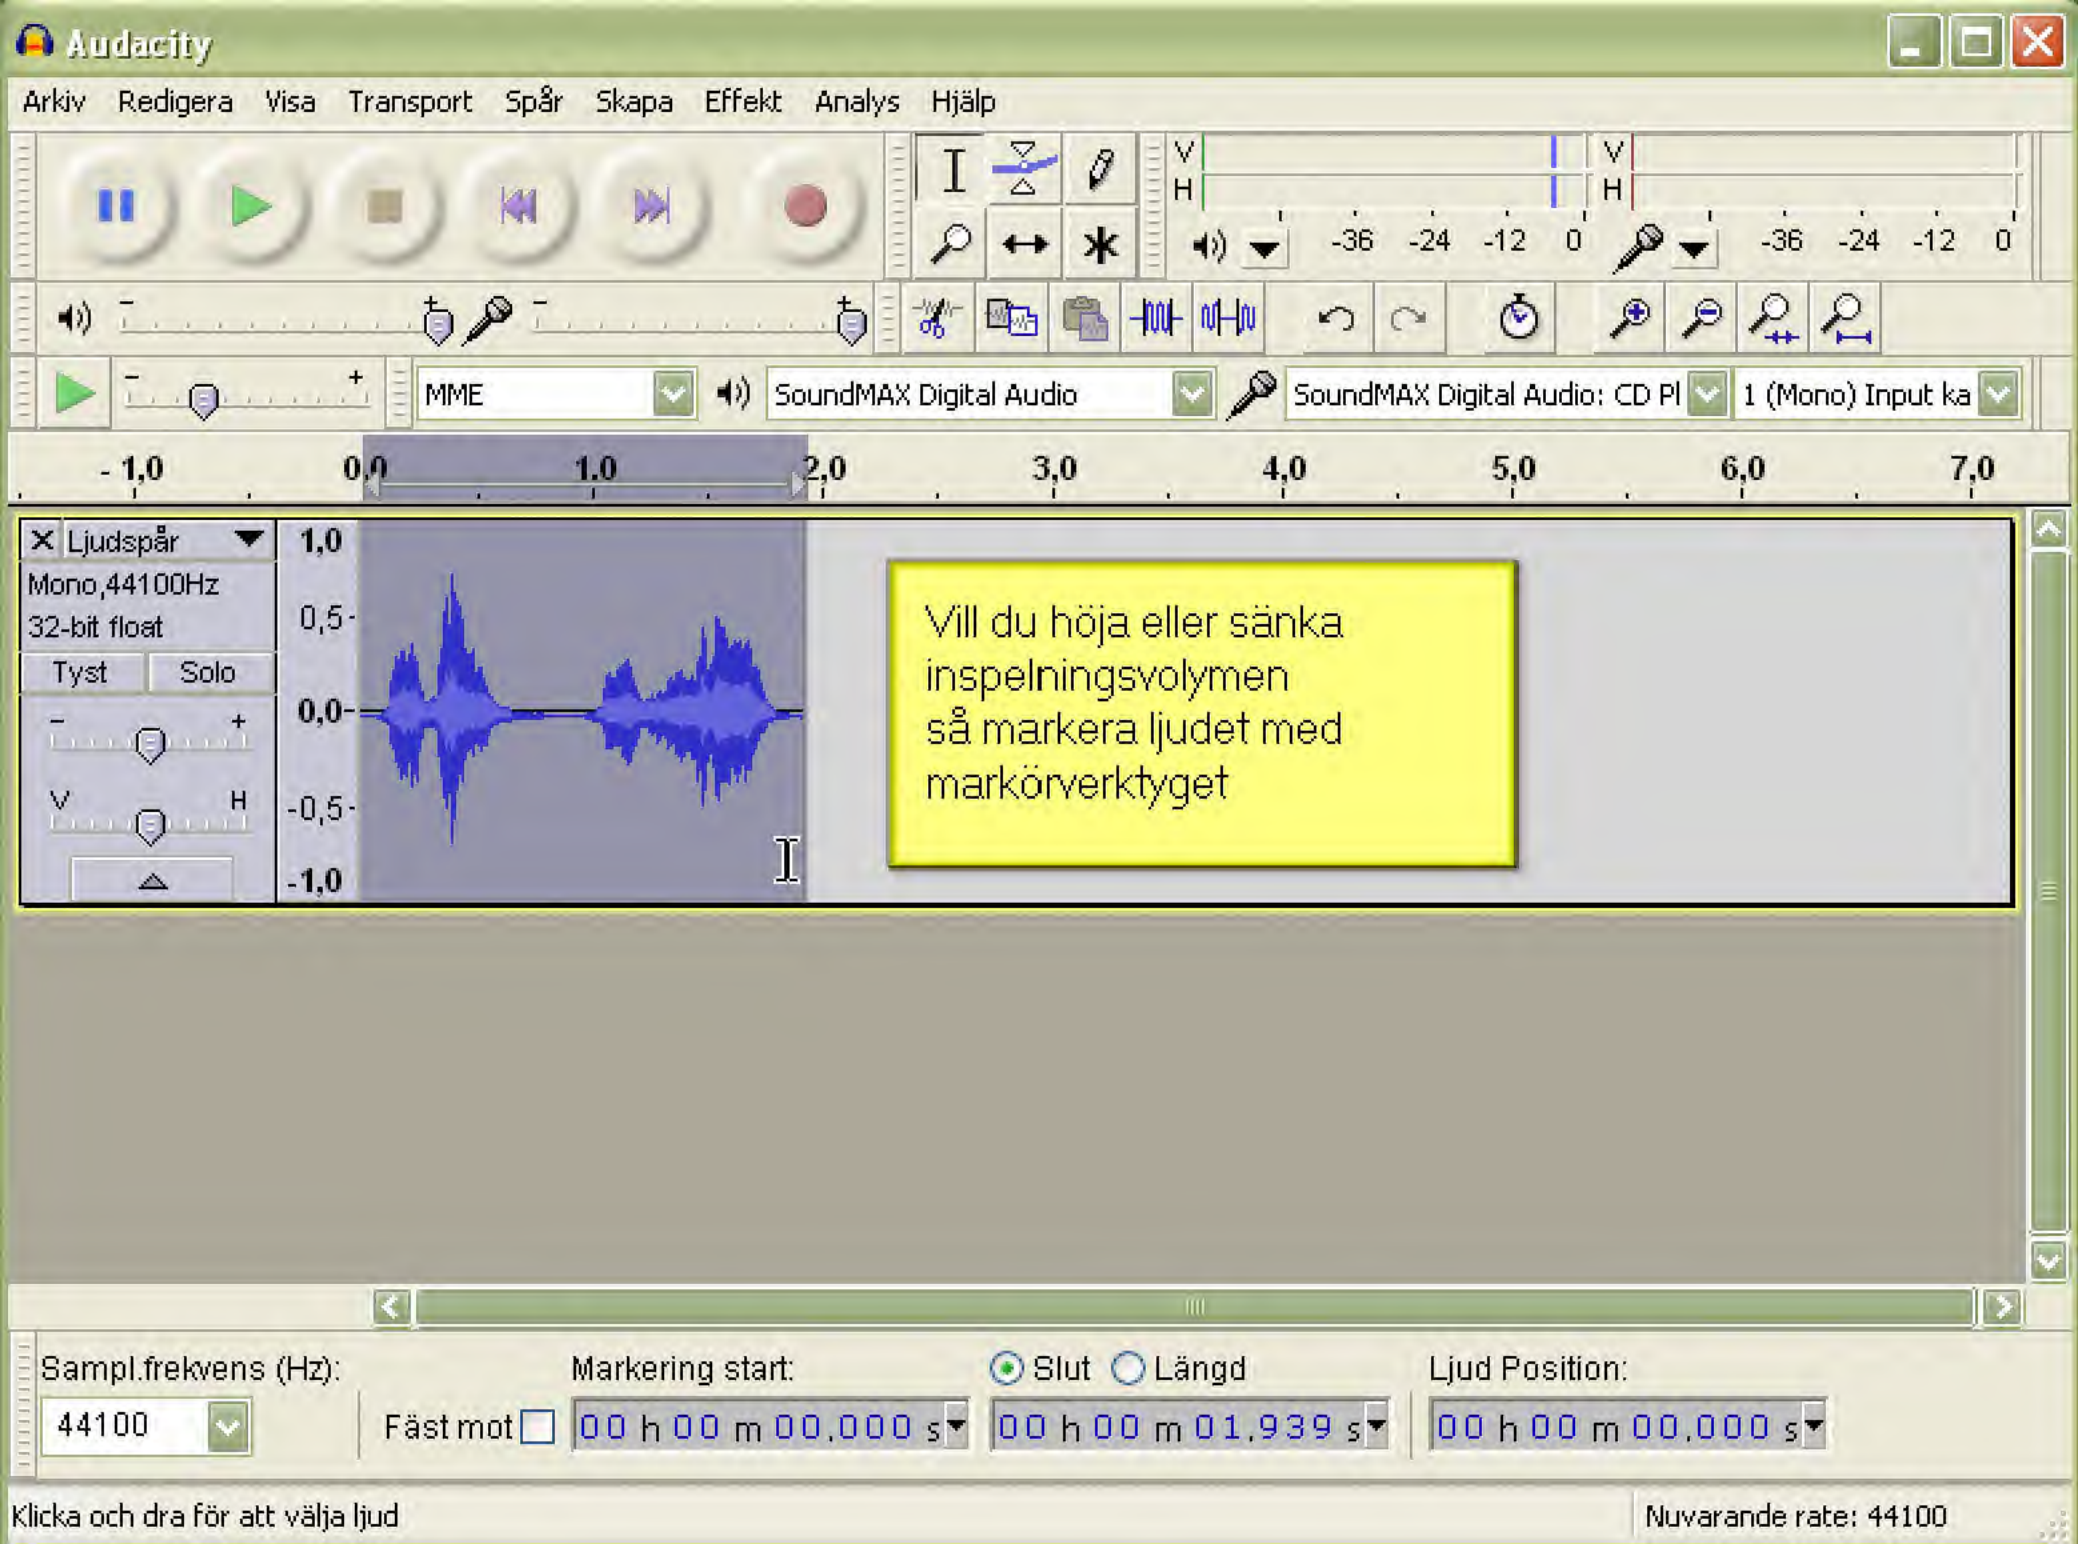 Audacity
Arkiv Redigera Visa Transport Spår Skapa Effekt Analys Hjälp
V V
H H
-36 -24 -12 0 -36 -24 -12 0
- + - +
- + MME SoundMAX Digital Audio SoundMAX Digital Audio: CD Pl 1 (Mono) Input ka
- 1,0 0,0 1,0 2,0 3,0 4,0 5,0 6,0 7,0
X Ljudspår 1,0
Mono,44100Hz
32-bit float 0,5-
Tyst Solo
0,0-
- +
V H
-0,5-
-1,0
Vill du höja eller sänka
inspelningsvolymen
så markera ljudet med
markörverktyget
Sampl.frekvens (Hz): Markering start: Slut Längd Ljud Position:
44100 Fäst mot 00 h 00 m 00.000 s 00 h 00 m 01.939 s 00 h 00 m 00.000 s
Klicka och dra för att välja ljud Nuvarande rate: 44100